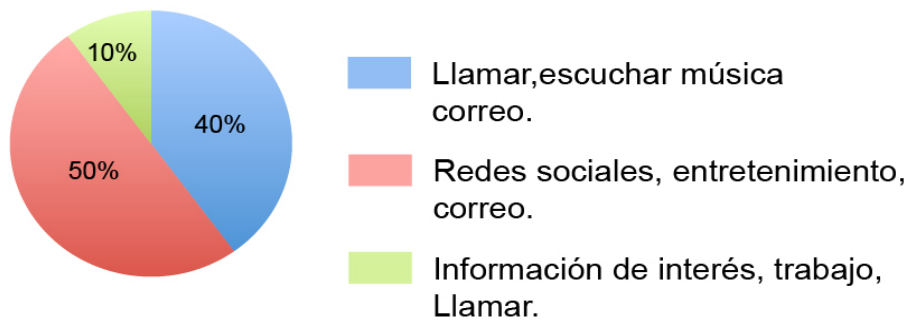 10%
40%
50%
Llamar,escuchar música
correo.
Redes sociales, entretenimiento,
correo.
Información de interés, trabajo,
Llamar.